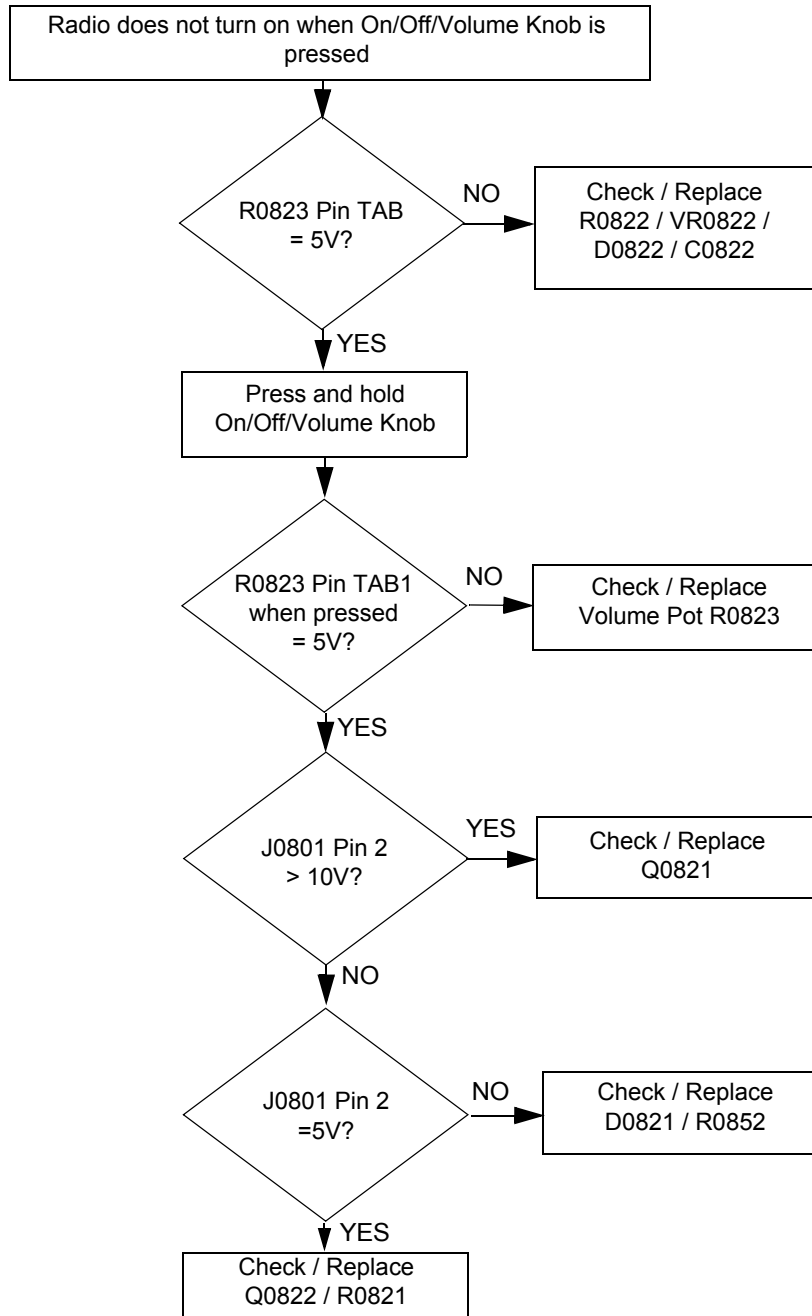 Radio does not turn on when On/Off/Volume Knob is
pressed
R0823 Pin TAB
= 5V?
NO
Check / Replace
R0822 / VR0822 /
D0822 / C0822
YES
Press and hold
On/Off/Volume Knob
R0823 Pin TAB1
when pressed
= 5V?
NO
Check / Replace
Volume Pot R0823
YES
J0801 Pin 2
> 10V?
YES
Check / Replace
Q0821
NO
J0801 Pin 2
=5V?
NO
Check / Replace
D0821 / R0852
YES
Check / Replace
Q0822 / R0821